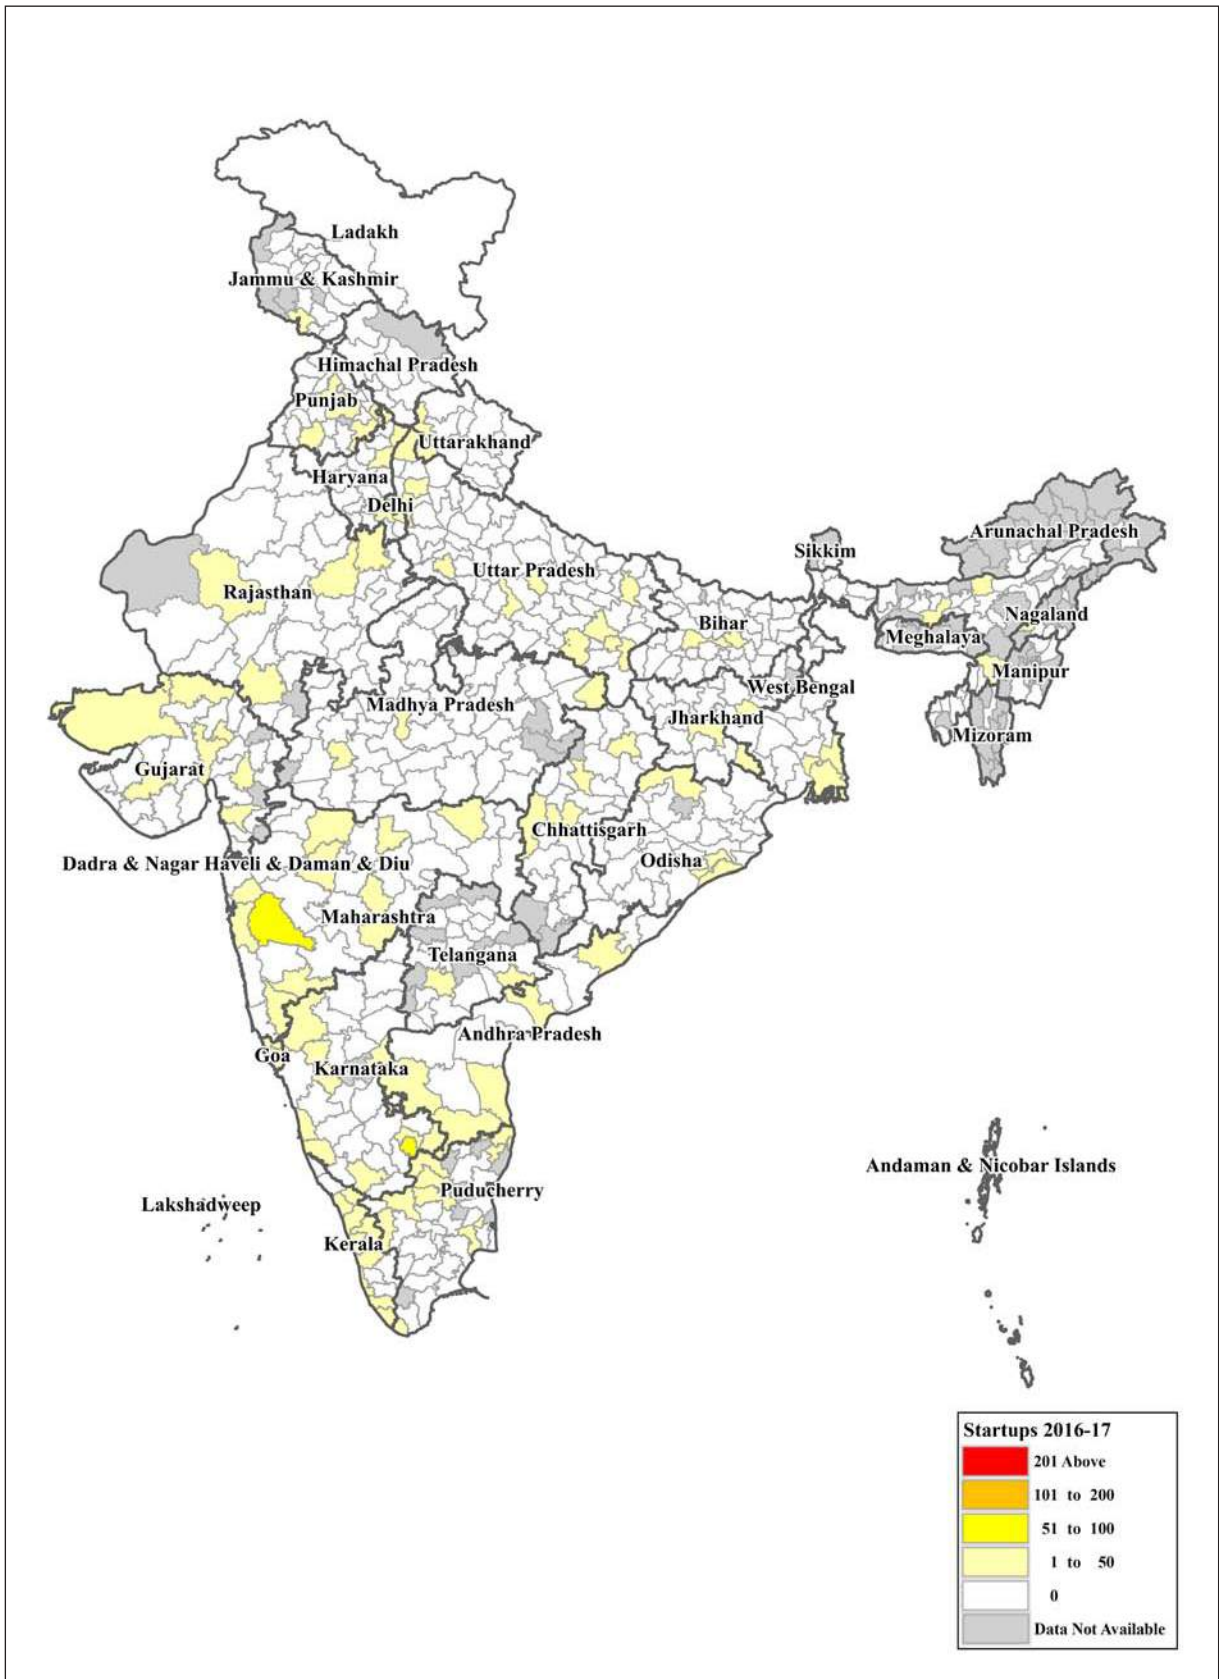 Ladakh
Jammu & Kashmir
Himachal Pradesh
Punjab
Uttarakhand
Haryana
Delhi
Arunachal Pradesh
Sikkim
Uttar Pradesh
Rajasthan
Nagaland
Bihar
Meghalaya
Manipur
West Bengal
Madhya Pradesh
Jharkhand
Mizoram
Gujarat
Chhattisgarh
Odisha
Dadra & Nagar Haveli & Daman & Diu
Maharashtra
Telangana
Andhra Pradesh
Goa
Karnataka
Andaman & Nicobar Islands
Puducherry
Lakshadweep
Kerala
Startups 2016-17
201 Above
101 to 200
51 to 100
1 to 50
0
Data Not Available